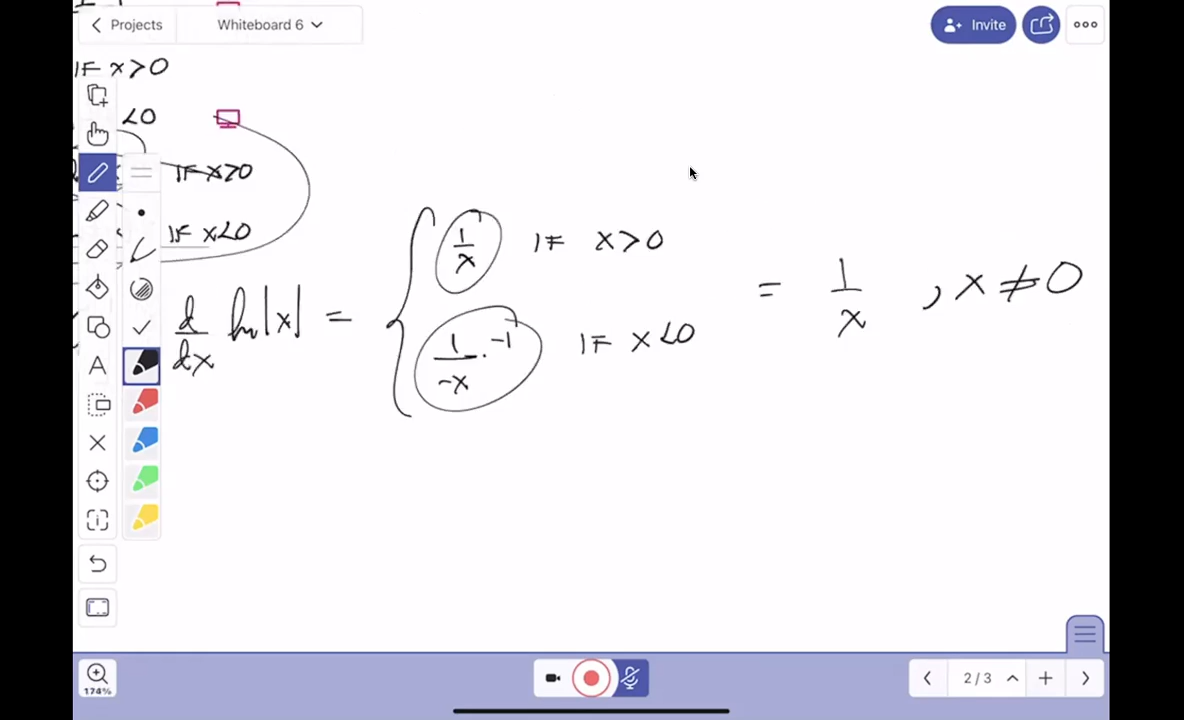 Projects
Whiteboard 6
Invite
IF x>0
<0
IF x>0
IF x<0
d/dx ln|x| = { 1/x IF x>0
1/-x · -1 IF x<0
= 1/x , x ≠ 0
A
174%
2/3